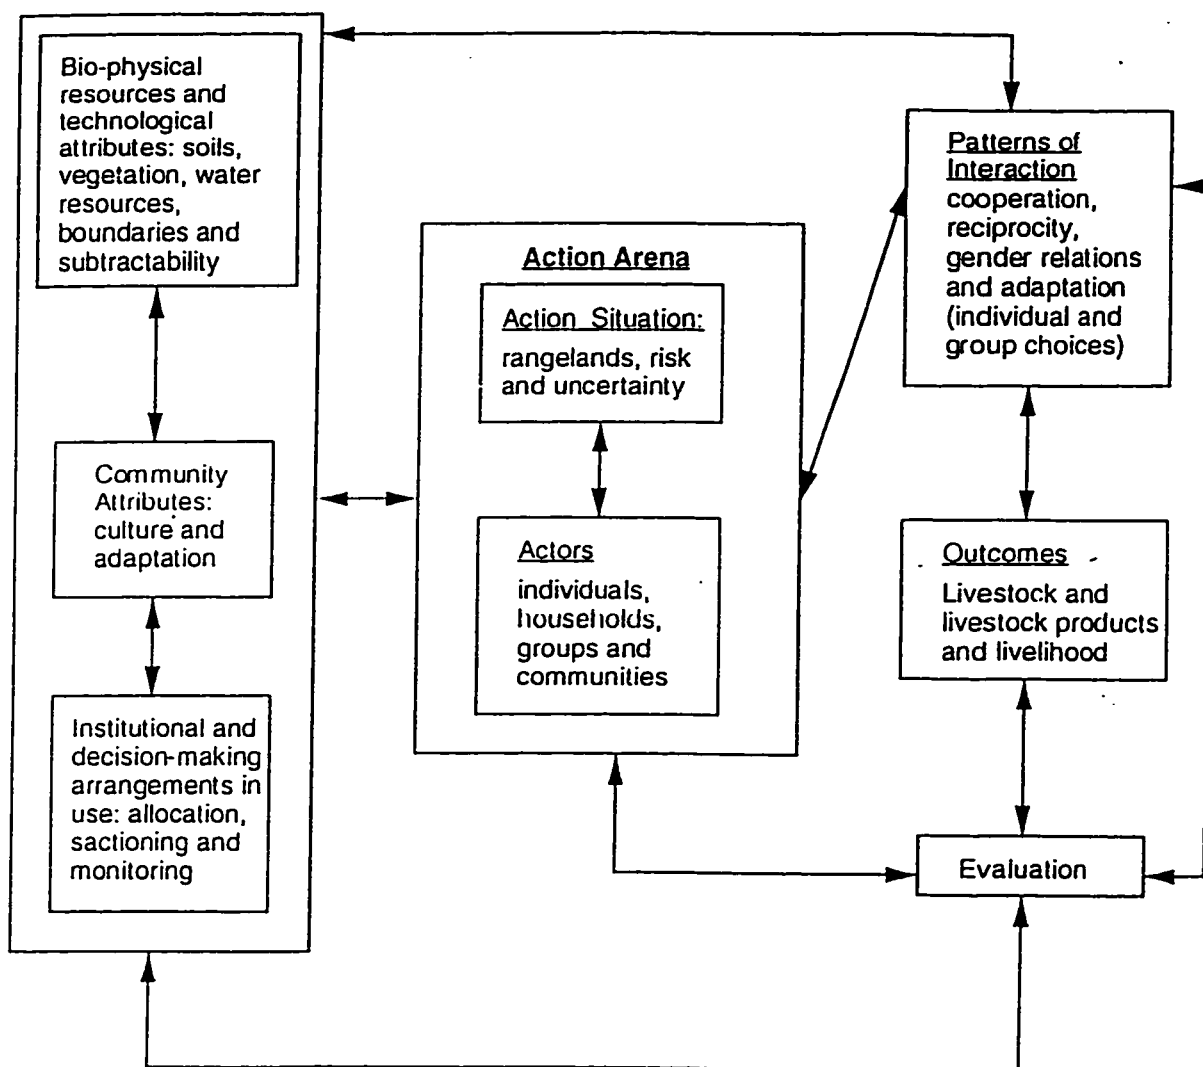 Bio-physical
resources and
technological
attributes: soils,
vegetation, water
resources,
boundaries and
subtractability
Community
Attributes:
culture and
adaptation
Institutional and
decision-making
arrangements in
use: allocation,
sactioning and
monitoring
Action Arena
Action Situation:
rangelands, risk
and uncertainty
Actors
individuals,
households,
groups and
communities
Patterns of
Interaction
cooperation,
reciprocity,
gender relations
and adaptation
(individual and
group choices)
Outcomes
Livestock and
livestock products
and livelihood
Evaluation